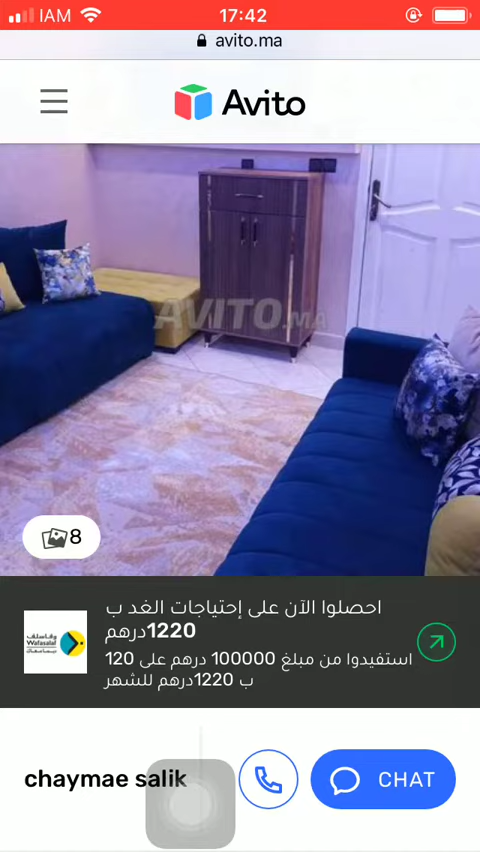 IAM
17:42
avito.ma
Avito
AVITO.MA
8
احصلوا الآن على إحتياجات الغد ب
1220درهم
استفيدوا من مبلغ 100000 درهم على 120
ب 1220درهم للشهر
وفاسلف
Wafasalaf
chaymae salik
CHAT